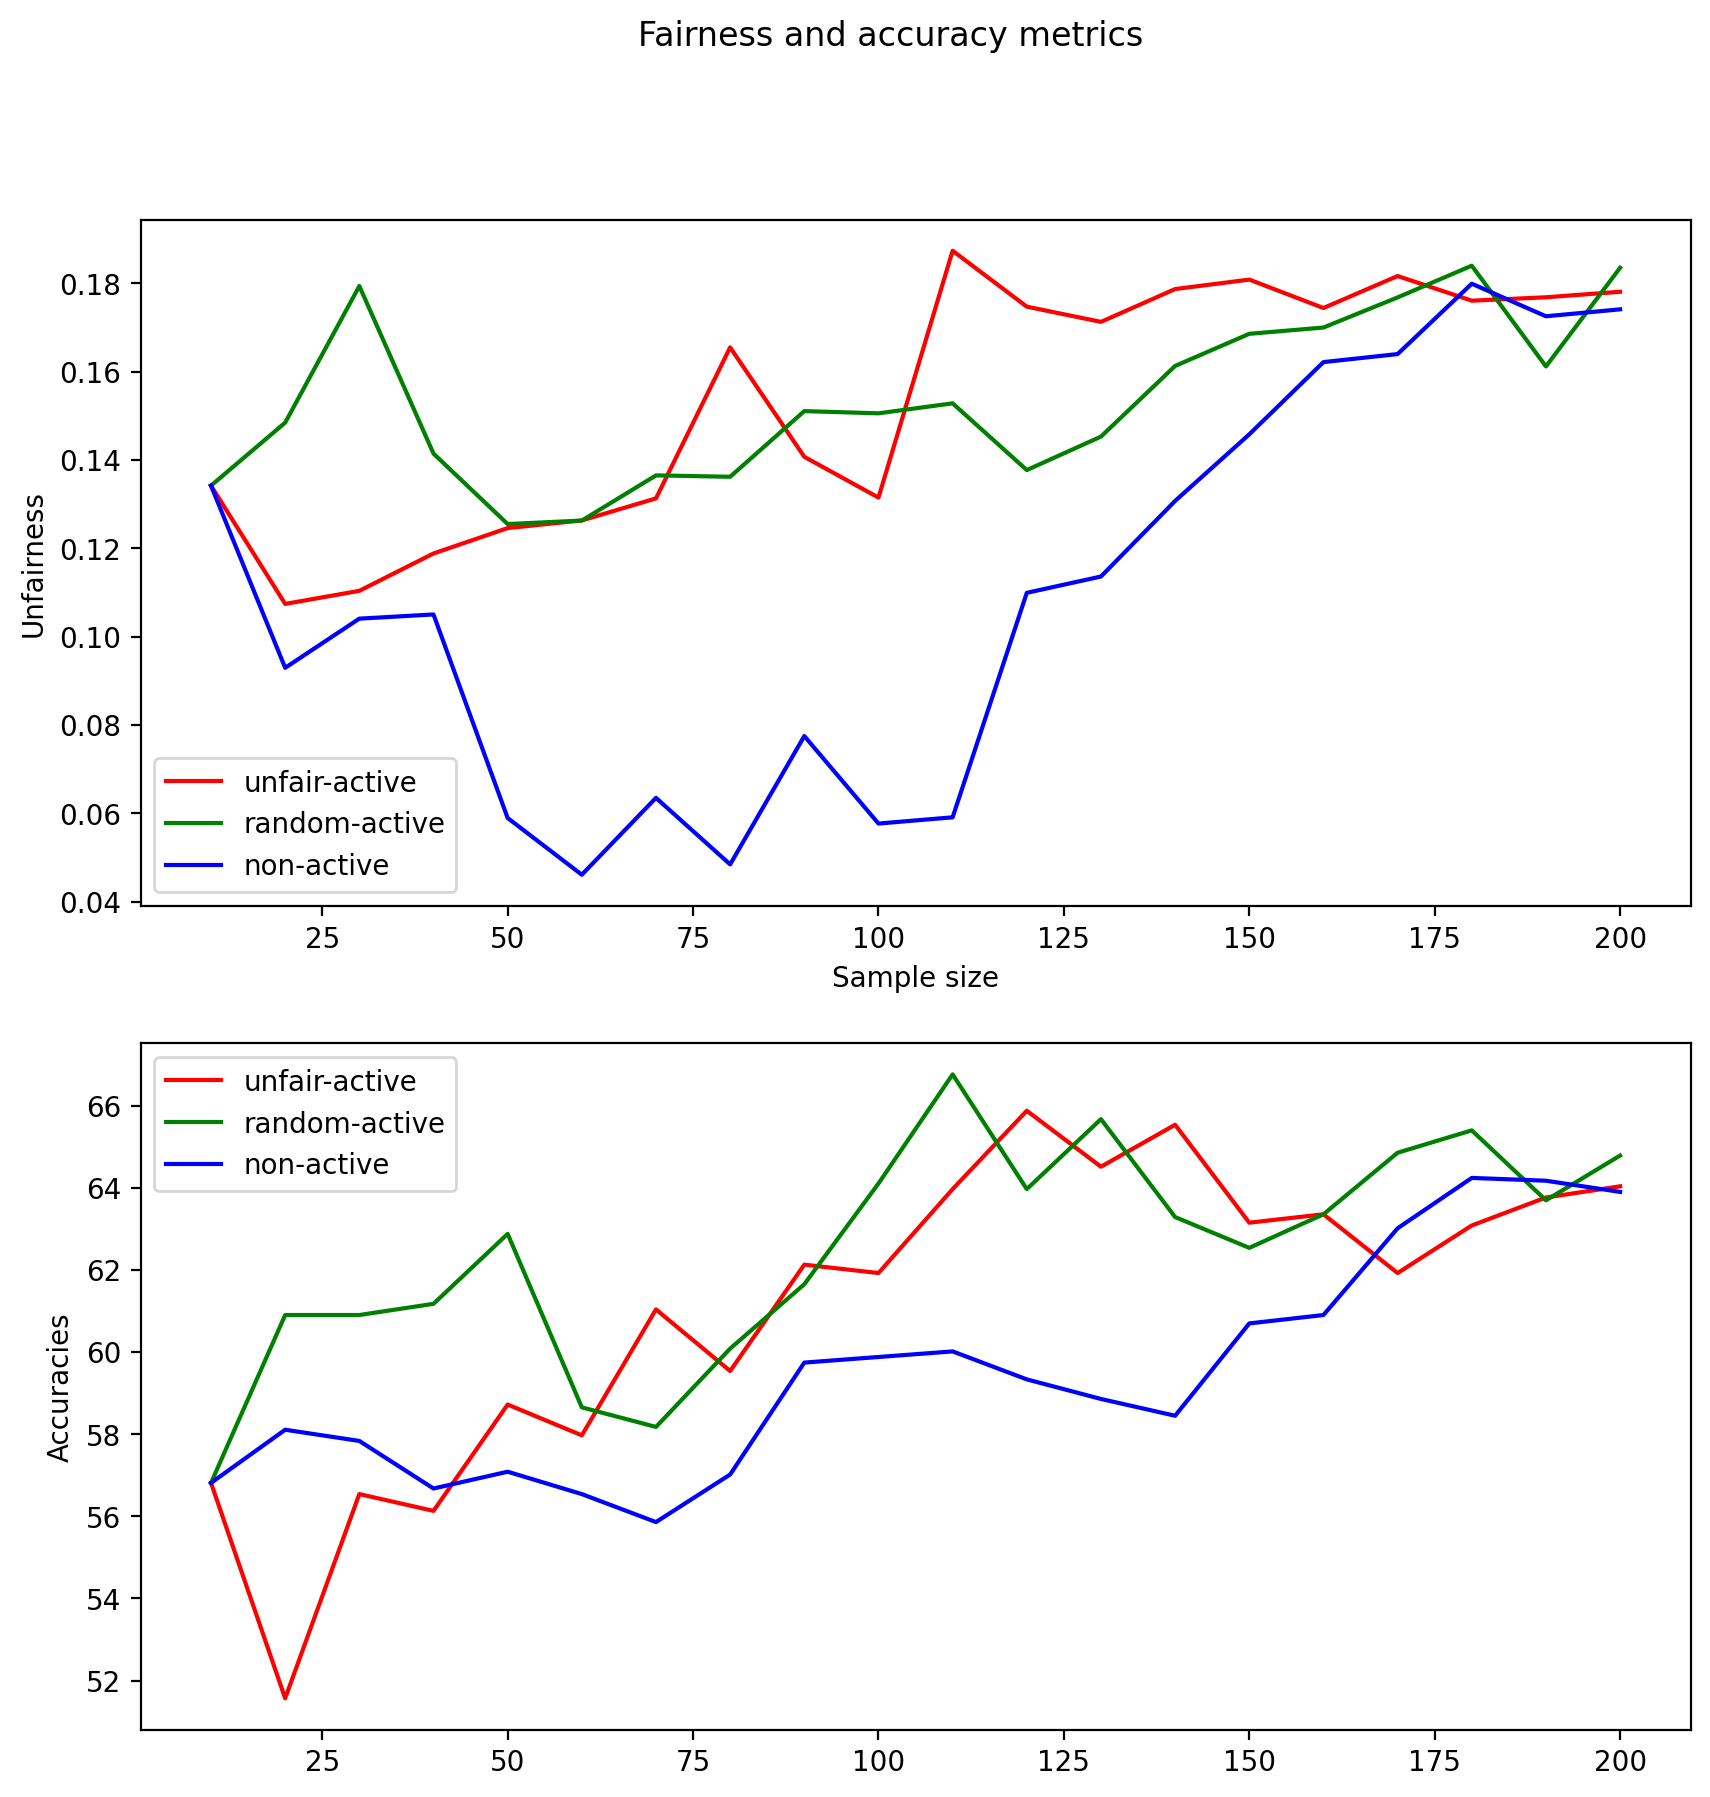 Fairness and accuracy metrics
0.18
0.16
0.14
0.12
0.10
0.08
0.06
0.04
Unfairness
unfair-active
random-active
non-active
25 50 75 100 125 150 175 200
Sample size
66
64
62
60
58
56
54
52
Accuracies
unfair-active
random-active
non-active
25 50 75 100 125 150 175 200